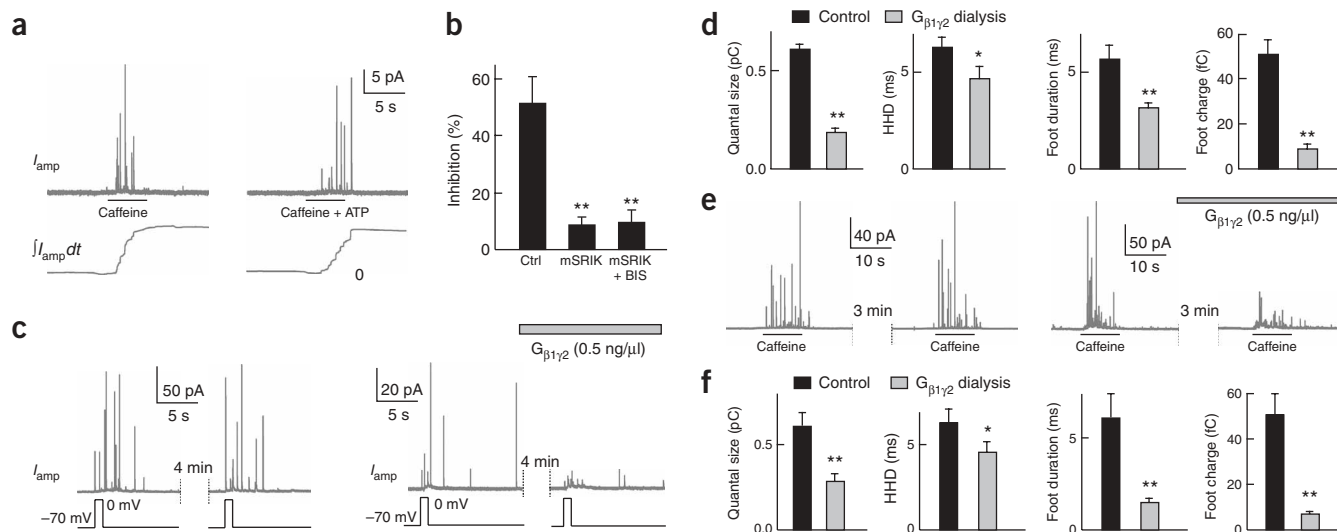 a
5 pA
5 s
I_amp
Caffeine
Caffeine + ATP
∫I_amp dt
0
b
Inhibition (%)
60
40
20
0
Ctrl
mSRIK
mSRIK
+ BIS
**
**
c
G_β1γ2 (0.5 ng/μl)
50 pA
5 s
20 pA
5 s
I_amp
4 min
I_amp
4 min
–70 mV
0 mV
–70 mV
0 mV
d
Control
G_β1γ2 dialysis
Quantal size (pC)
0.5
0.0
**
HHD (ms)
5
0
*
Foot duration (ms)
5
0
**
Foot charge (fC)
60
40
20
0
**
e
G_β1γ2 (0.5 ng/μl)
40 pA
10 s
50 pA
10 s
3 min
3 min
Caffeine
Caffeine
Caffeine
Caffeine
f
Control
G_β1γ2 dialysis
Quantal size (pC)
0.5
0.0
**
HHD (ms)
5
0
*
Foot duration (ms)
5
0
**
Foot charge (fC)
60
40
20
0
**